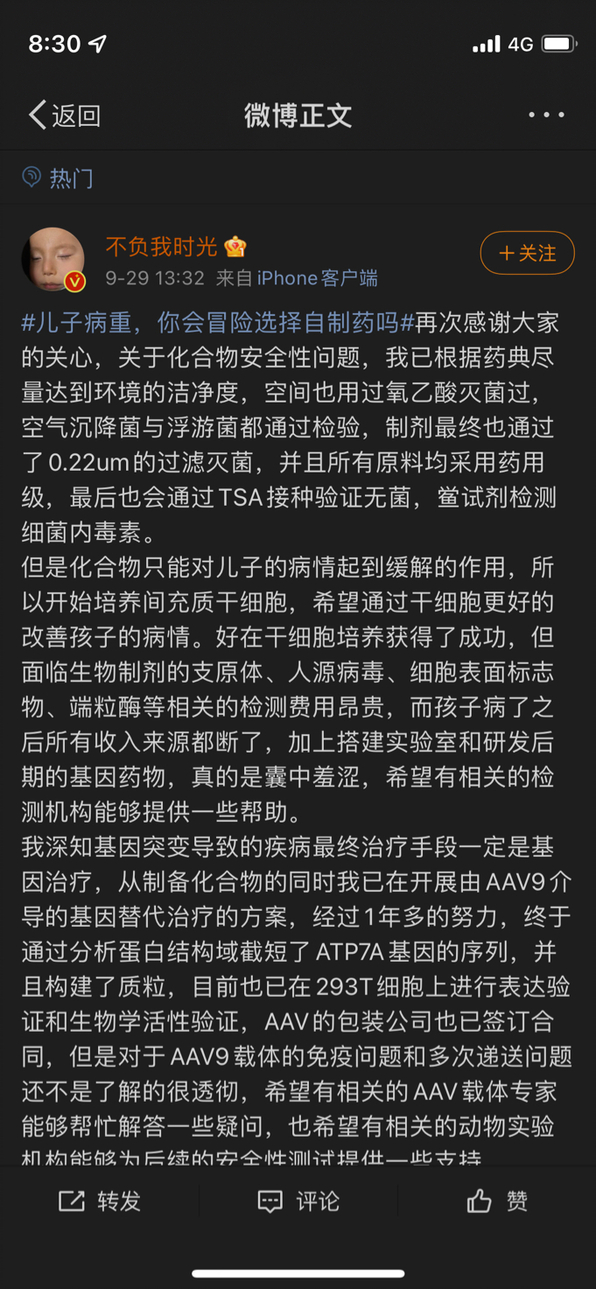 8:30
4G
返回
微博正文
热门
不负我时光
+关注
9-29 13:32 来自 iPhone客户端
#儿子病重，你会冒险选择自制药吗#再次感谢大家
的关心，关于化合物安全性问题，我已根据药典尽
量达到环境的洁净度，空间也用过氧乙酸灭菌过，
空气沉降菌与浮游菌都通过检验，制剂最终也通过
了0.22um的过滤灭菌，并且所有原料均采用药用
级，最后也会通过TSA接种验证无菌，鲎试剂检测
细菌内毒素。
但是化合物只能对儿子的病情起到缓解的作用，所
以开始培养间充质干细胞，希望通过干细胞更好的
改善孩子的病情。好在干细胞培养获得了成功，但
面临生物制剂的支原体、人源病毒、细胞表面标志
物、端粒酶等相关的检测费用昂贵，而孩子病了之
后所有收入来源都断了，加上搭建实验室和研发后
期的基因药物，真的是囊中羞涩，希望有相关的检
测机构能够提供一些帮助。
我深知基因突变导致的疾病最终治疗手段一定是基
因治疗，从制备化合物的同时我已在开展由AAV9介
导的基因替代治疗的方案，经过1年多的努力，终于
通过分析蛋白结构域截短了ATP7A基因的序列，并
且构建了质粒，目前也已在293T细胞上进行表达验
证和生物学活性验证，AAV的包装公司也已签订合
同，但是对于AAV9载体的免疫问题和多次递送问题
还不是了解的很透彻，希望有相关的AAV载体专家
能够帮忙解答一些疑问，也希望有相关的动物实验
机构能够为后续的安全性测试提供一些支持
转发
评论
赞